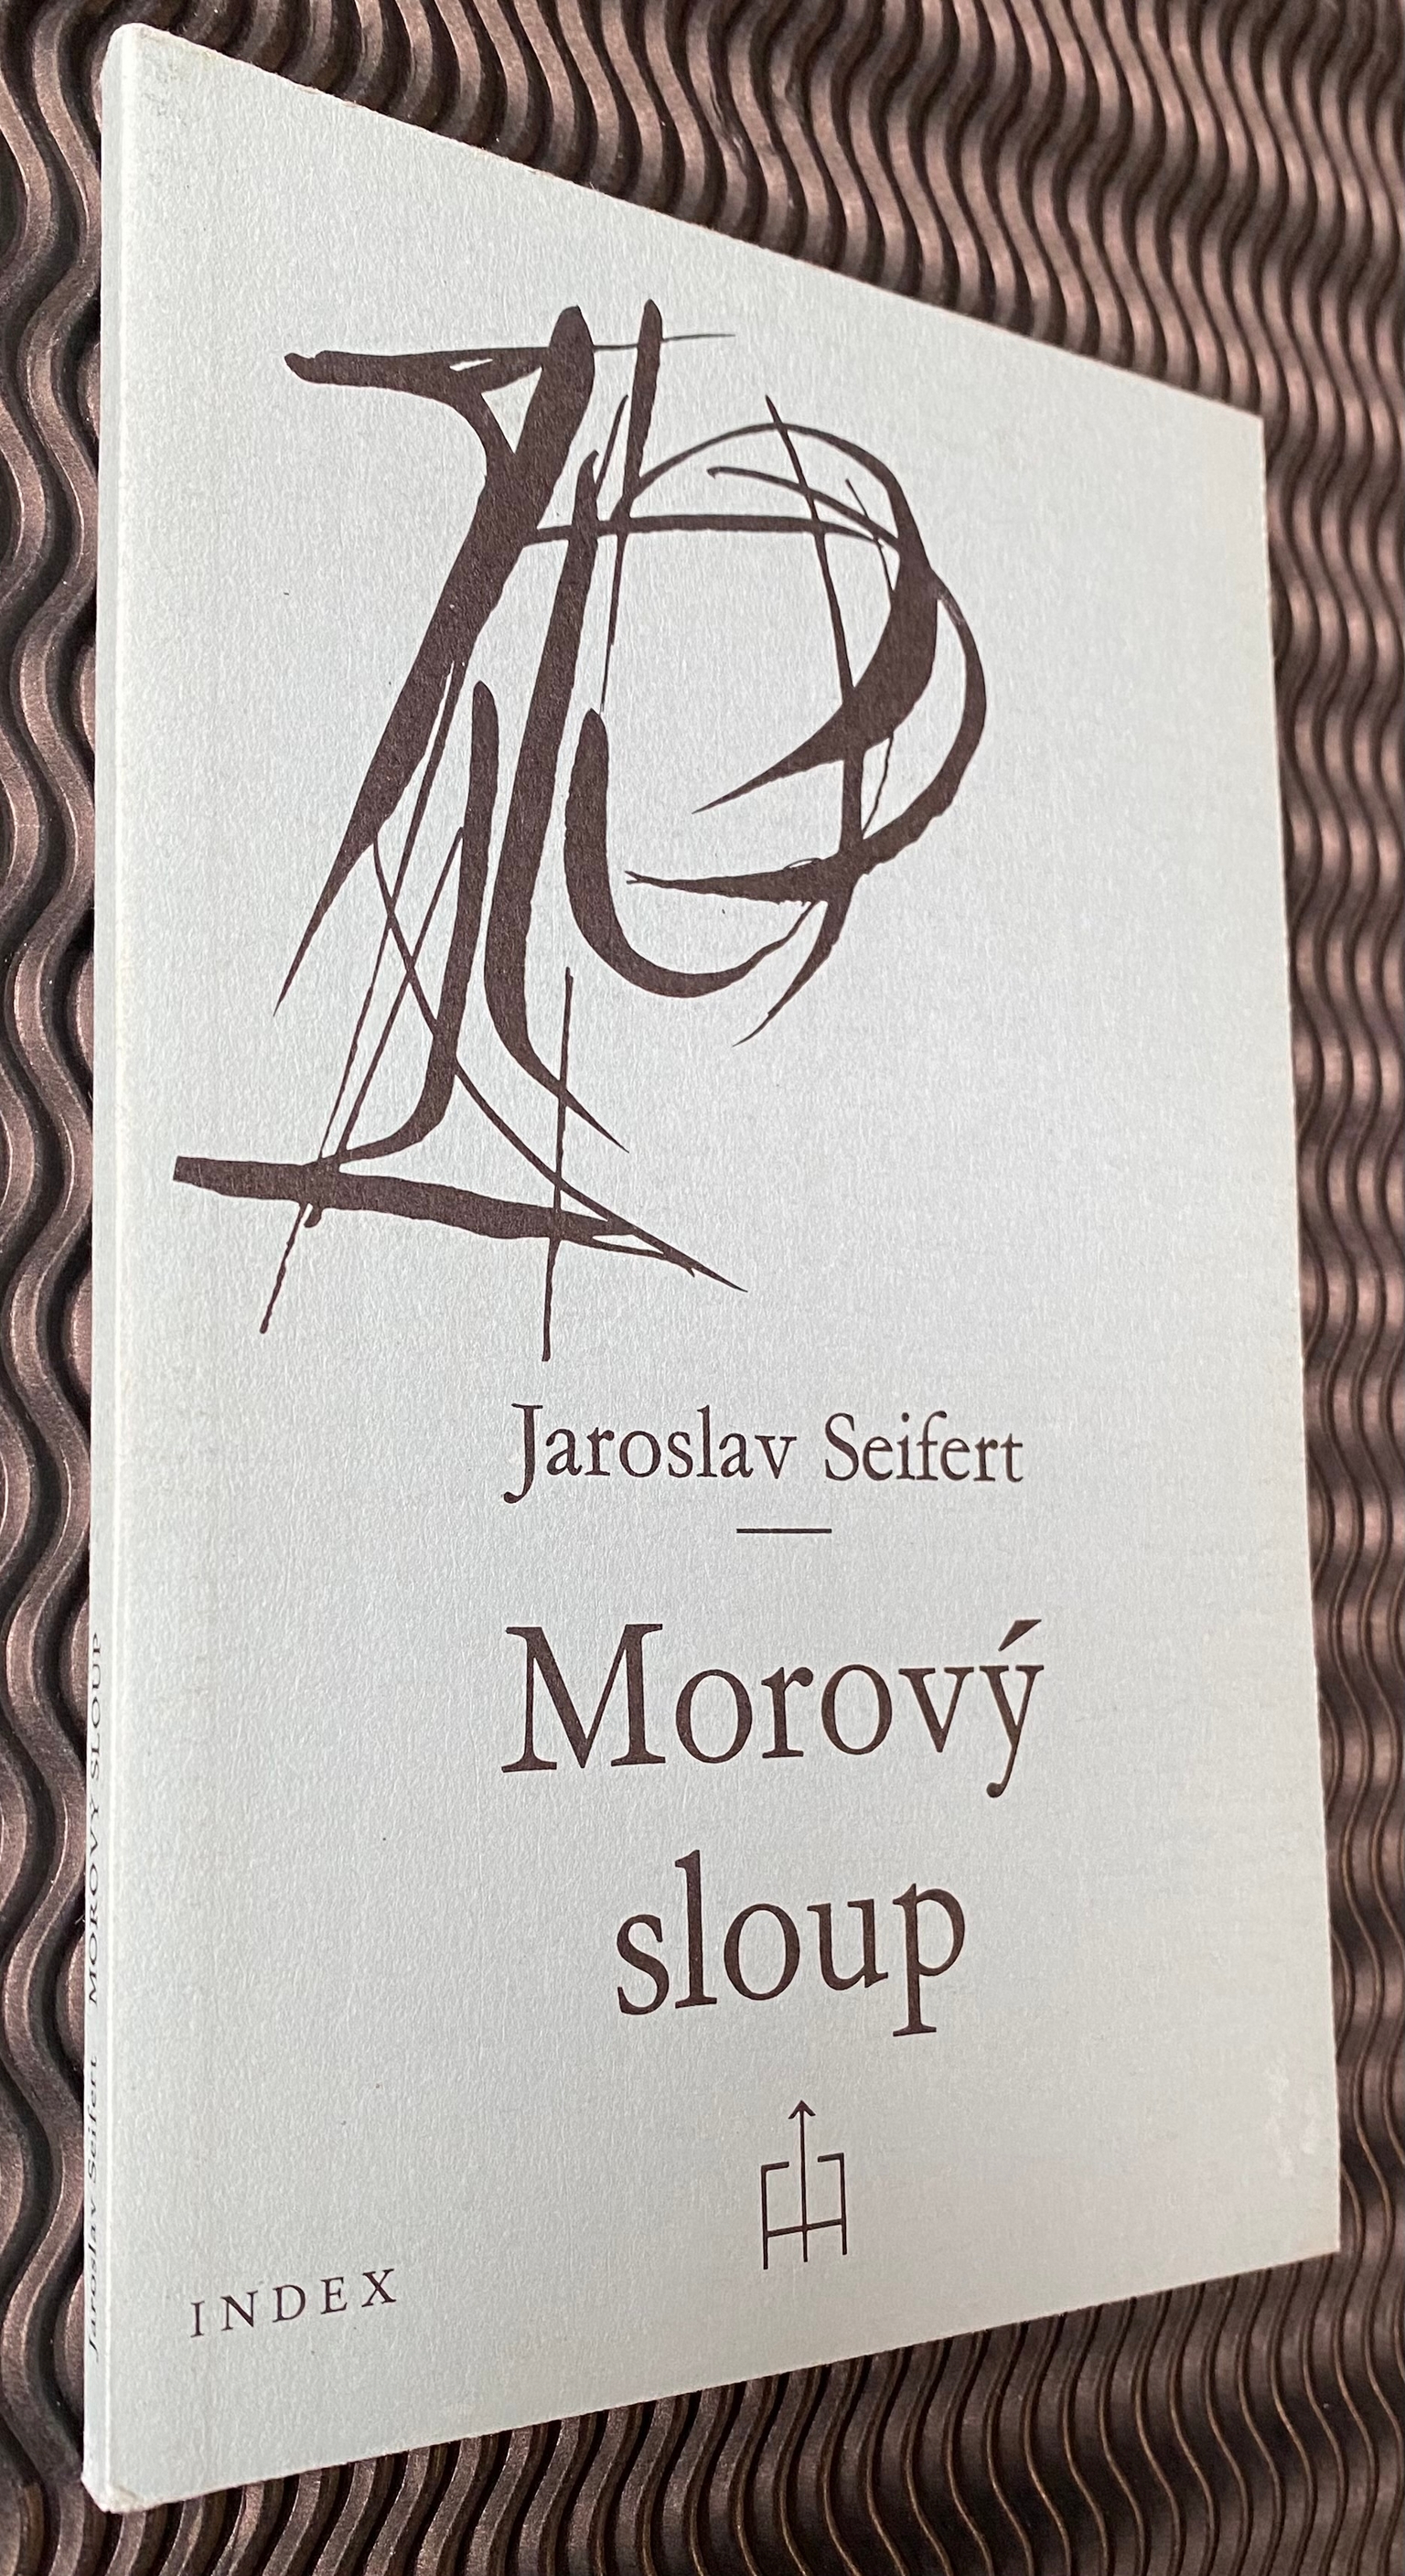 Jaroslav Seifert
Morový
sloup
INDEX
Jaroslav Seifert MOROVÝ SLOUP